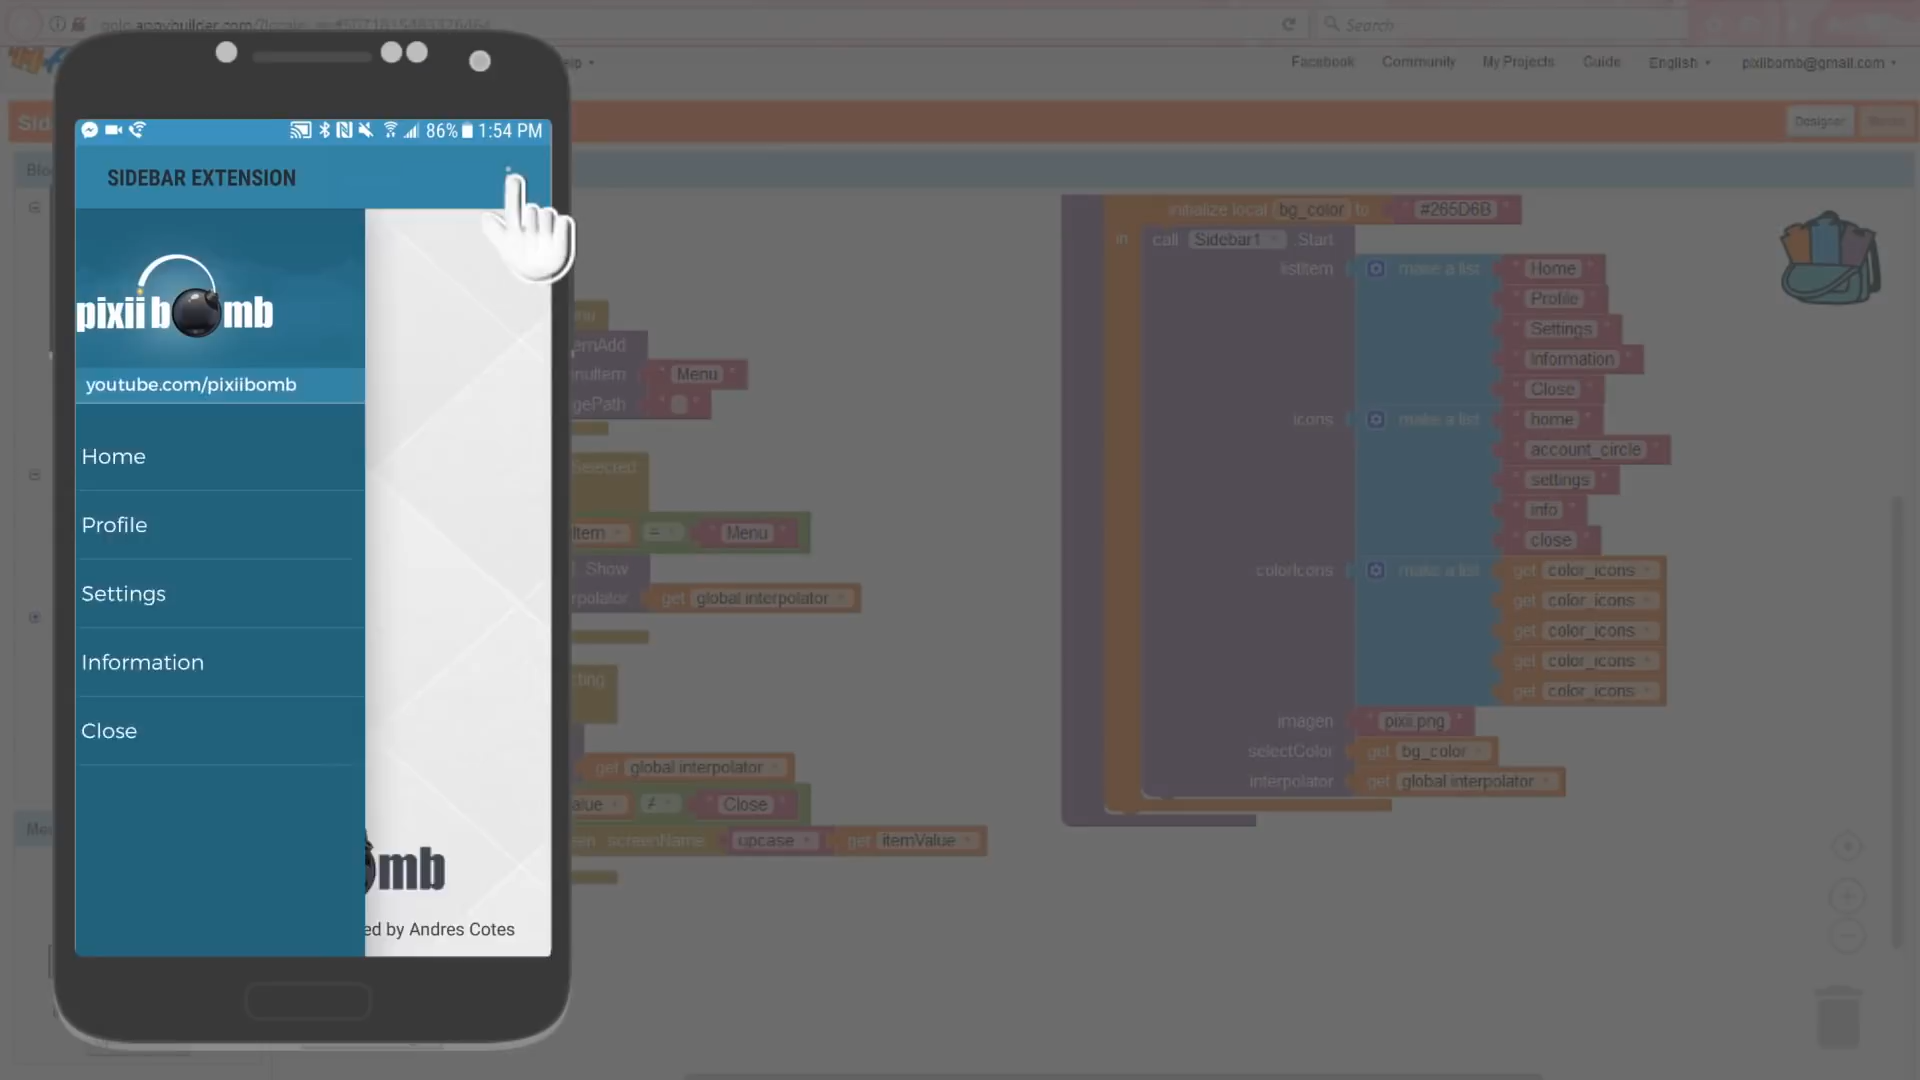 Search
Facebook
Community
My Projects
Guide
English
pixiibomb@gmail.com
Designer
86% 1:54 PM
SIDEBAR EXTENSION
pixii bomb
youtube.com/pixiibomb
Home
Profile
Settings
Information
Close
mb
ed by Andres Cotes
Menu
Selected
= Menu
Show
get global interpolator
get global interpolator
≠ Close
screenName upcase get itemValue
initialize local bg_color to #265D6B
in call Sidebar1 .Start
listItem make a list Home
Profile
Settings
Information
Close
icons make a list home
account_circle
settings
info
close
colorIcons make a list get color_icons
get color_icons
get color_icons
get color_icons
get color_icons
imagen pixii.png
selectColor get bg_color
interpolator get global interpolator